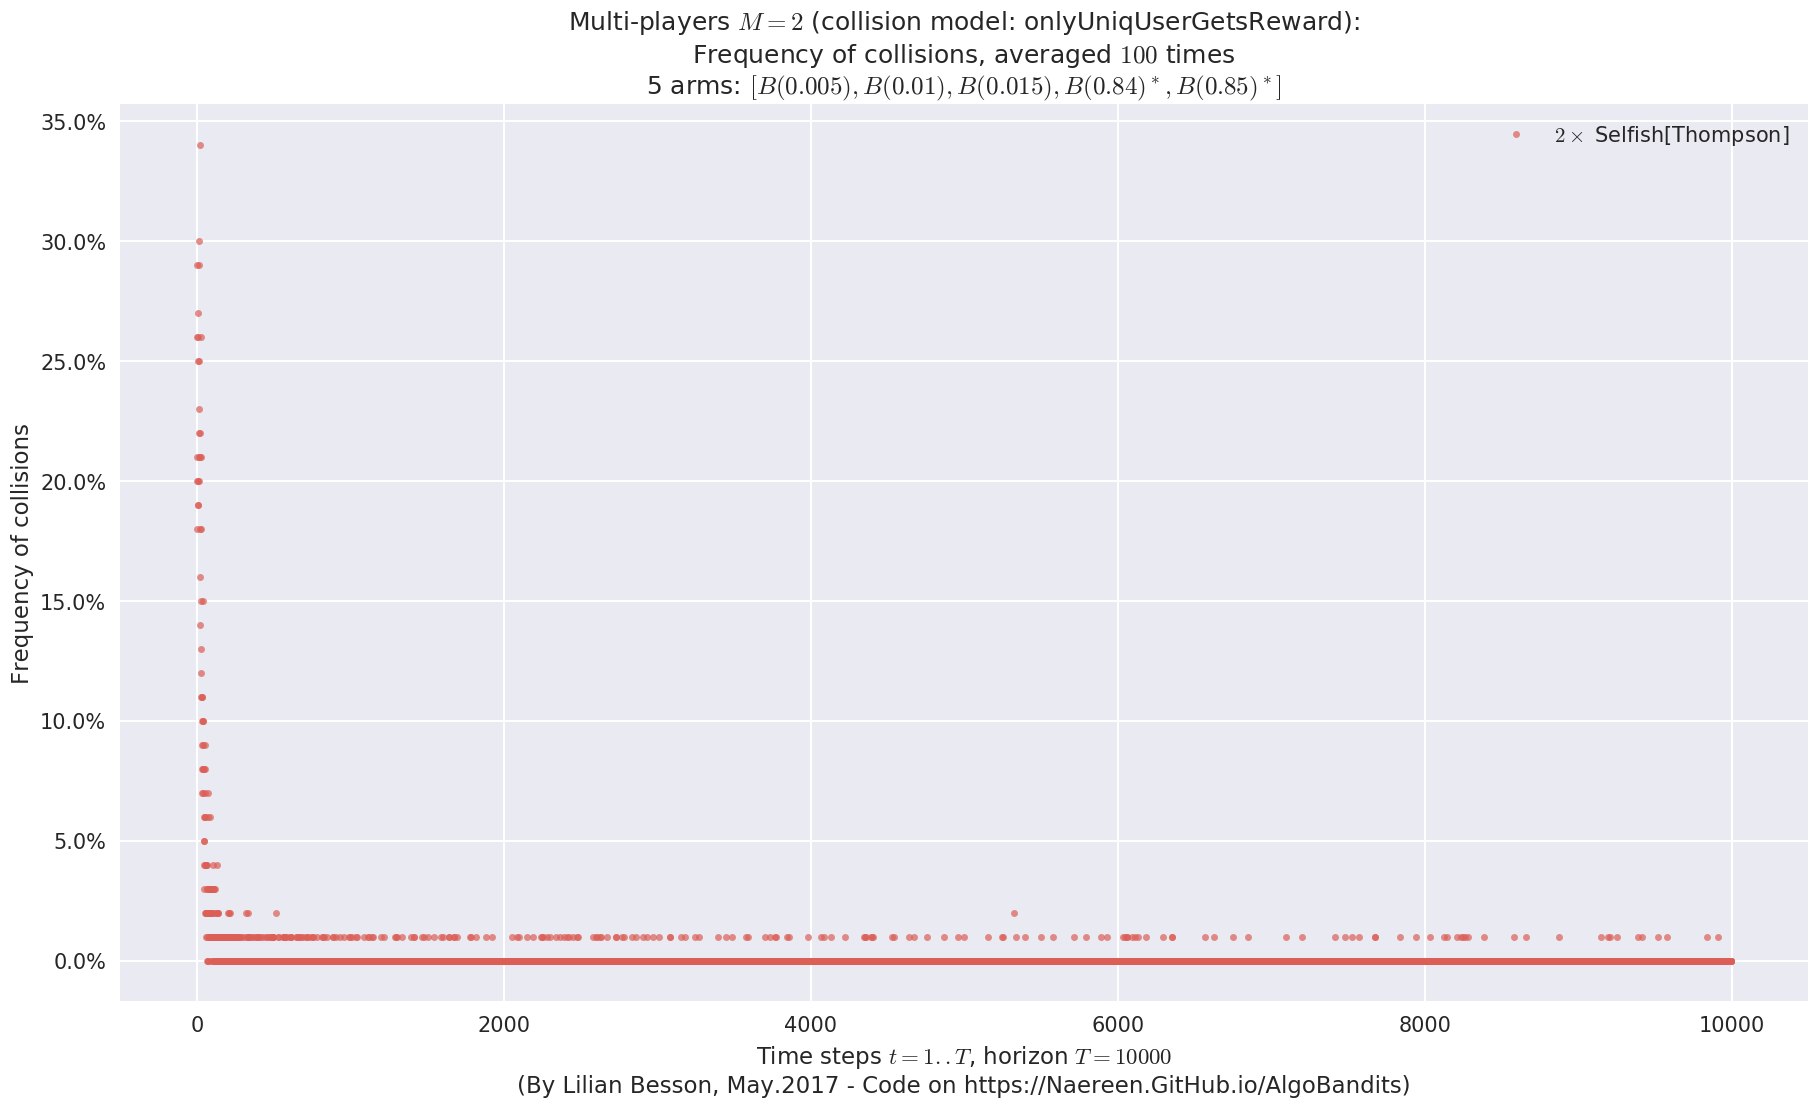 Multi-players M = 2 (collision model: onlyUniqUserGetsReward):
Frequency of collisions, averaged 100 times
5 arms: [B(0.005), B(0.01), B(0.015), B(0.84)*, B(0.85)*]
2× Selfish[Thompson]
35.0%
30.0%
25.0%
20.0%
15.0%
10.0%
5.0%
0.0%
Frequency of collisions
0 2000 4000 6000 8000 10000
Time steps t = 1..T, horizon T = 10000
(By Lilian Besson, May.2017 - Code on https://Naereen.GitHub.io/AlgoBandits)